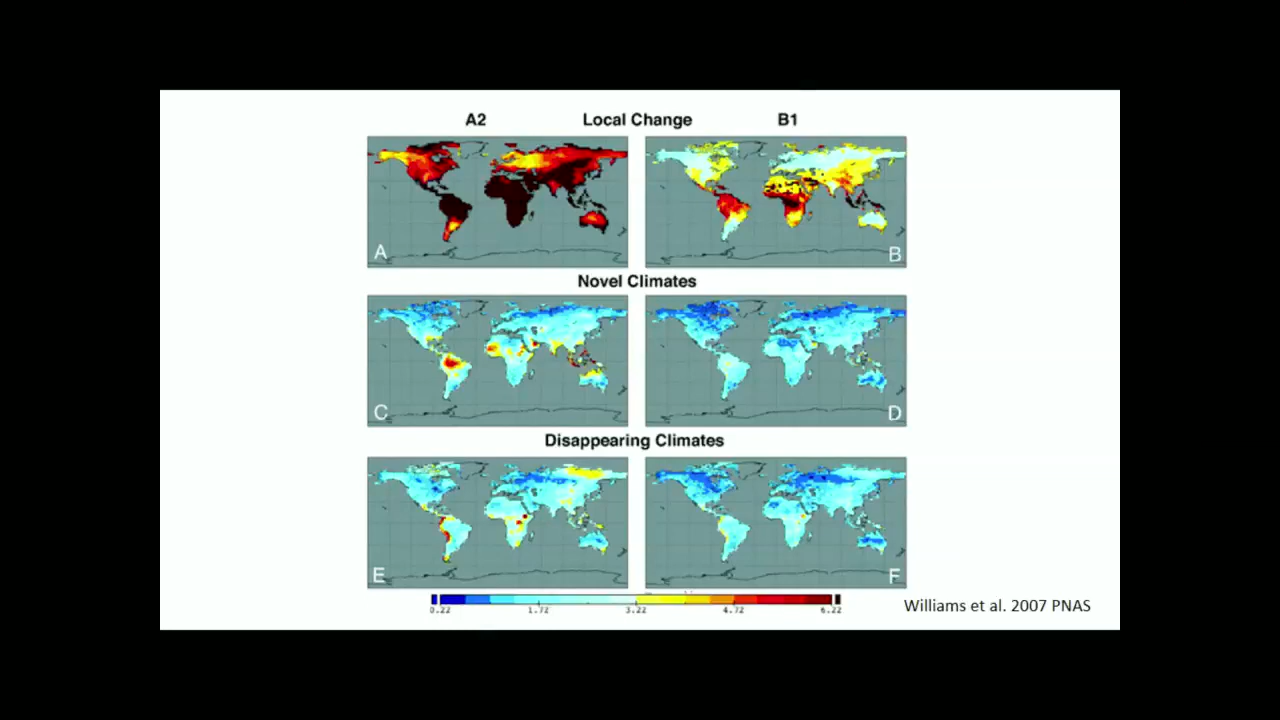 A2 Local Change B1
A B
Novel Climates
C D
Disappearing Climates
E F
0.22 1.72 3.22 4.72 6.22
Williams et al. 2007 PNAS